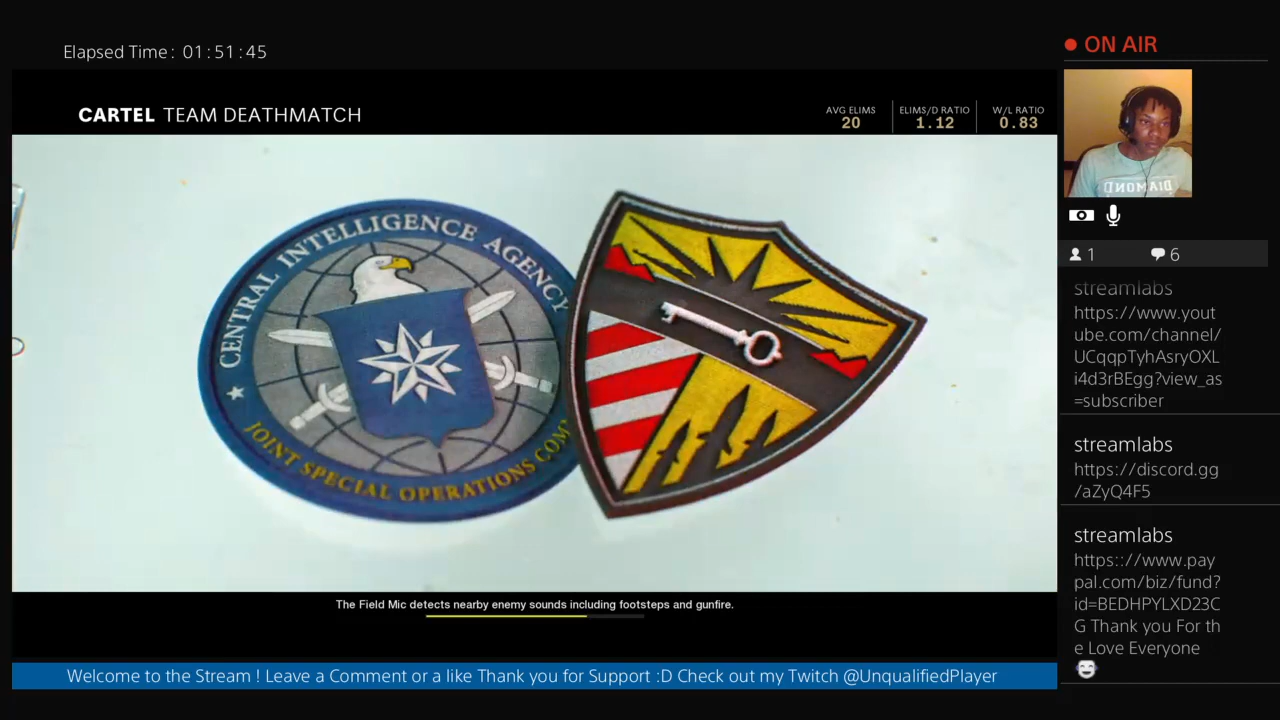 Elapsed Time: 01:51:45
ON AIR
CARTEL TEAM DEATHMATCH
AVG ELIMS
20
ELIMS/D RATIO
1.12
W/L RATIO
0.83
CENTRAL INTELLIGENCE AGENCY
JOINT SPECIAL OPERATIONS COM
DIAMOND
1
6
streamlabs
https://www.yout
ube.com/channel/
UCqqpTyhAsryOXL
i4d3rBEgg?view_as
=subscriber
streamlabs
https://discord.gg
/aZyQ4F5
streamlabs
https:://www.pay
pal.com/biz/fund?
id=BEDHPYLXD23C
G Thank you For th
e Love Everyone
The Field Mic detects nearby enemy sounds including footsteps and gunfire.
Welcome to the Stream ! Leave a Comment or a like Thank you for Support :D Check out my Twitch @UnqualifiedPlayer